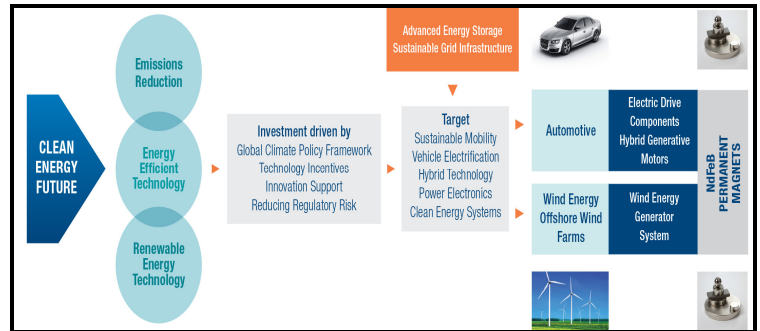 CLEAN
ENERGY
FUTURE
Emissions
Reduction
Energy
Efficient
Technology
Renewable
Energy
Technology
Investment driven by
Global Climate Policy Framework
Technology Incentives
Innovation Support
Reducing Regulatory Risk
Advanced Energy Storage
Sustainable Grid Infrastructure
Target
Sustainable Mobility
Vehicle Electrification
Hybrid Technology
Power Electronics
Clean Energy Systems
Automotive
Electric Drive
Components
Hybrid Generative
Motors
Wind Energy
Offshore Wind
Farms
Wind Energy
Generator
System
NdFeB
PERMANENT
MAGNETS